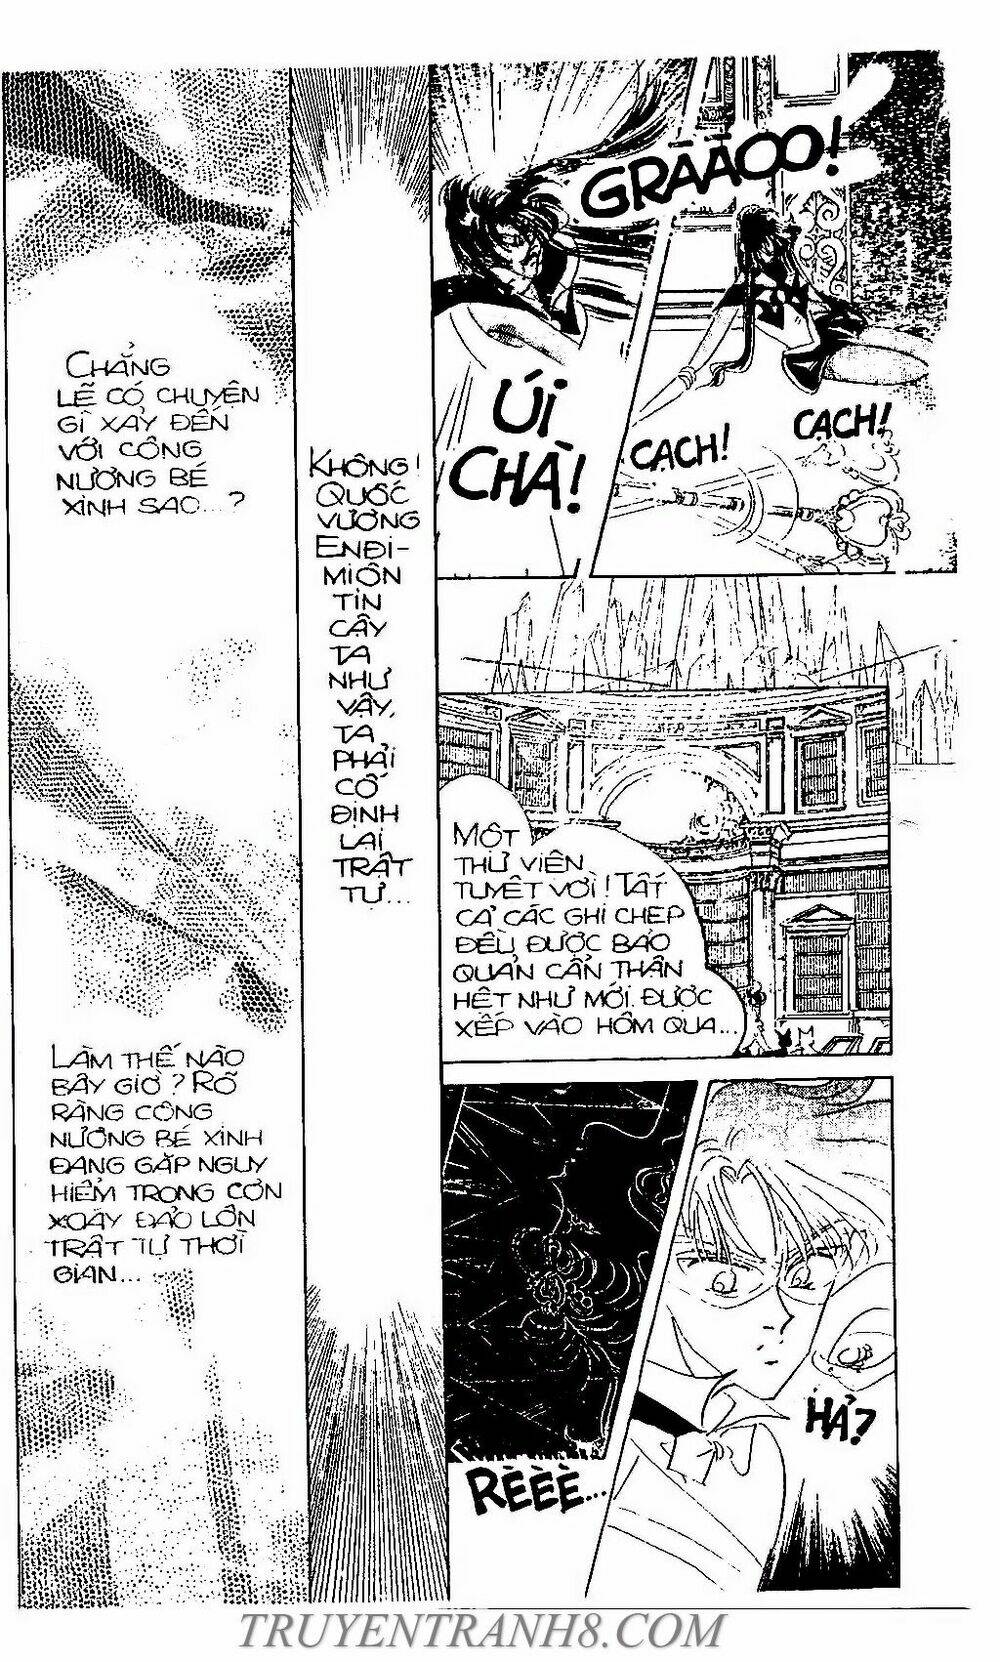 GRÀÀOO!
CẠCH!
CẠCH!
ÚI
CHÀ!
MỘT
THƯ VIÊN
TUYỆT VỜI! TẤT
CẢ CÁC GHI CHÉP
ĐỀU ĐƯỢC BẢO
QUẢN CẨN THẬN
HỆT NHƯ MỚI ĐƯỢC
XẾP VÀO HÔM QUA...
HẢ?
RÈÈÈ...
KHÔNG!
QUỐC
VƯƠNG
ENĐI-
MIÔN
TIN
CẬY
TA
NHƯ
VẬY,
TA
PHẢI
CỐ
ĐỊNH
LẠI
TRẬT
TỰ...
CHẲNG
LẼ CÓ CHUYỆN
GÌ XẢY ĐẾN
VỚI CÔNG
NƯƠNG BÉ
XINH SAO...?
LÀM THẾ NÀO
BÂY GIỜ? RÕ
RÀNG CÔNG
NƯƠNG BÉ XINH
ĐANG GẶP NGUY
HIỂM TRONG CƠN
XOÁY ĐẢO LỘN
TRẬT TỰ THỜI
GIAN...
TRUYENTRANH8.COM